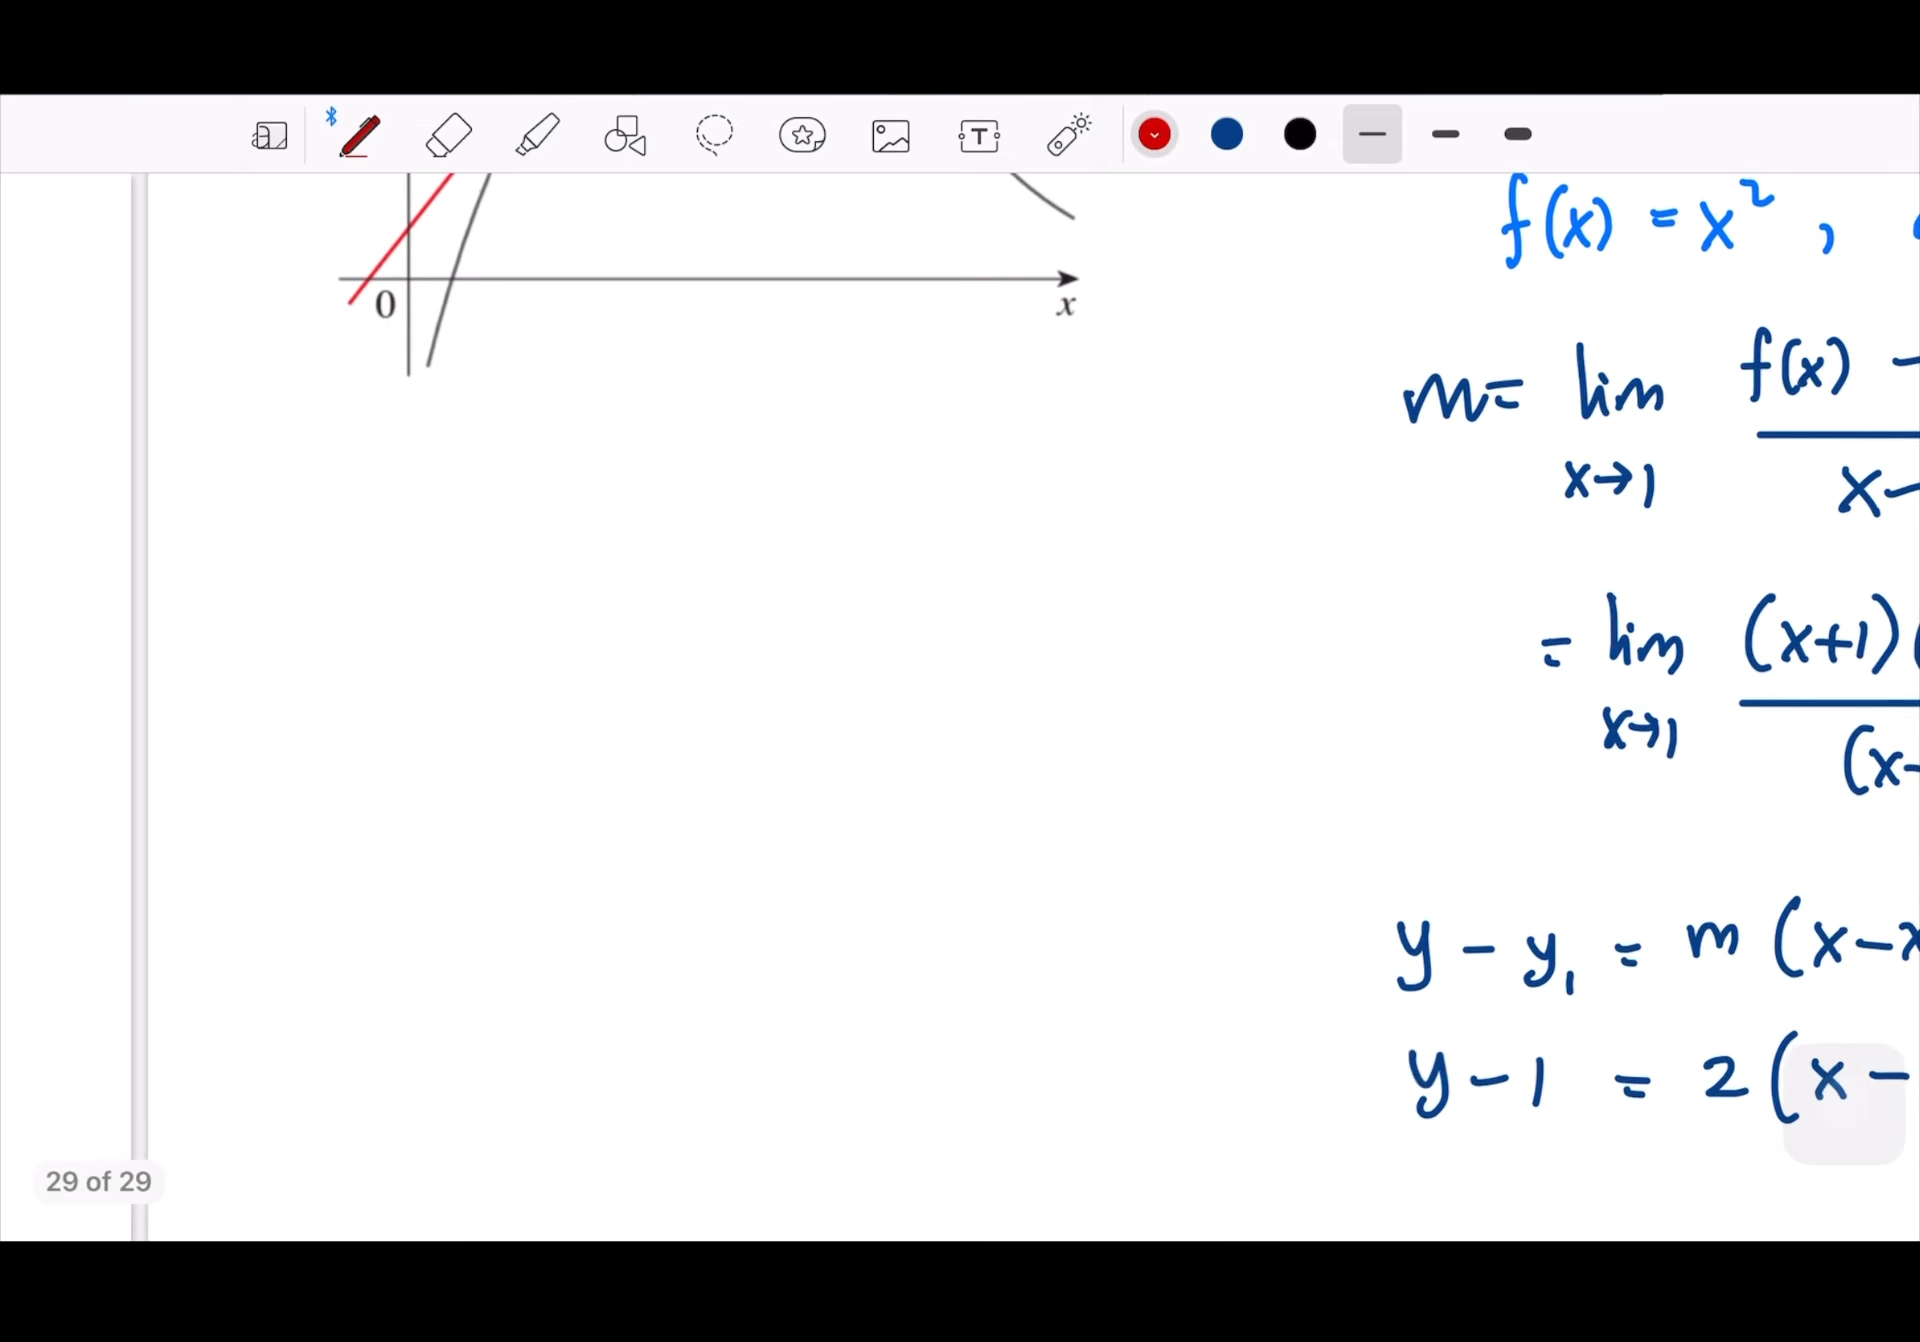 T
f(x) = x² ,
0
x
m = lim f(x) –
x→1 x –
= lim (x+1)(
x→1 (x-
y – y₁ = m (x–x
y – 1 = 2 ( x –
29 of 29